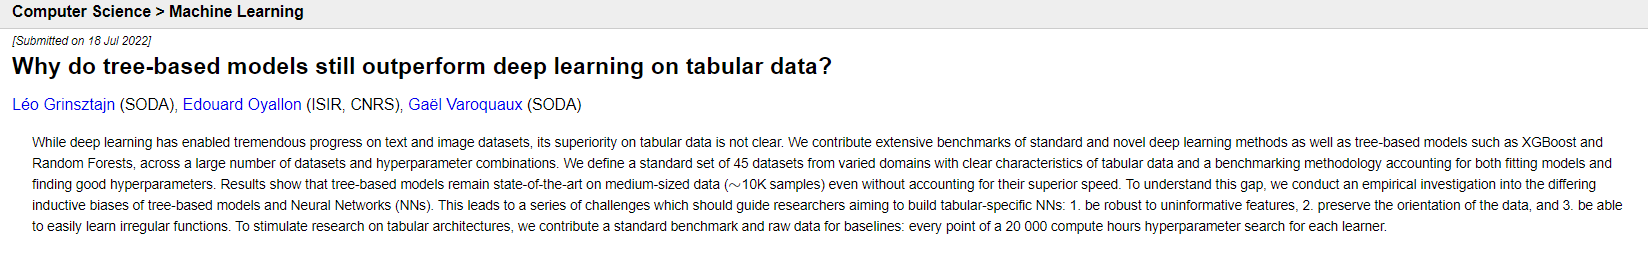 Computer Science > Machine Learning
[Submitted on 18 Jul 2022]
Why do tree-based models still outperform deep learning on tabular data?
Léo Grinsztajn (SODA), Edouard Oyallon (ISIR, CNRS), Gaël Varoquaux (SODA)
While deep learning has enabled tremendous progress on text and image datasets, its superiority on tabular data is not clear. We contribute extensive benchmarks of standard and novel deep learning methods as well as tree-based models such as XGBoost and
Random Forests, across a large number of datasets and hyperparameter combinations. We define a standard set of 45 datasets from varied domains with clear characteristics of tabular data and a benchmarking methodology accounting for both fitting models and
finding good hyperparameters. Results show that tree-based models remain state-of-the-art on medium-sized data (∼10K samples) even without accounting for their superior speed. To understand this gap, we conduct an empirical investigation into the differing
inductive biases of tree-based models and Neural Networks (NNs). This leads to a series of challenges which should guide researchers aiming to build tabular-specific NNs: 1. be robust to uninformative features, 2. preserve the orientation of the data, and 3. be able
to easily learn irregular functions. To stimulate research on tabular architectures, we contribute a standard benchmark and raw data for baselines: every point of a 20 000 compute hours hyperparameter search for each learner.